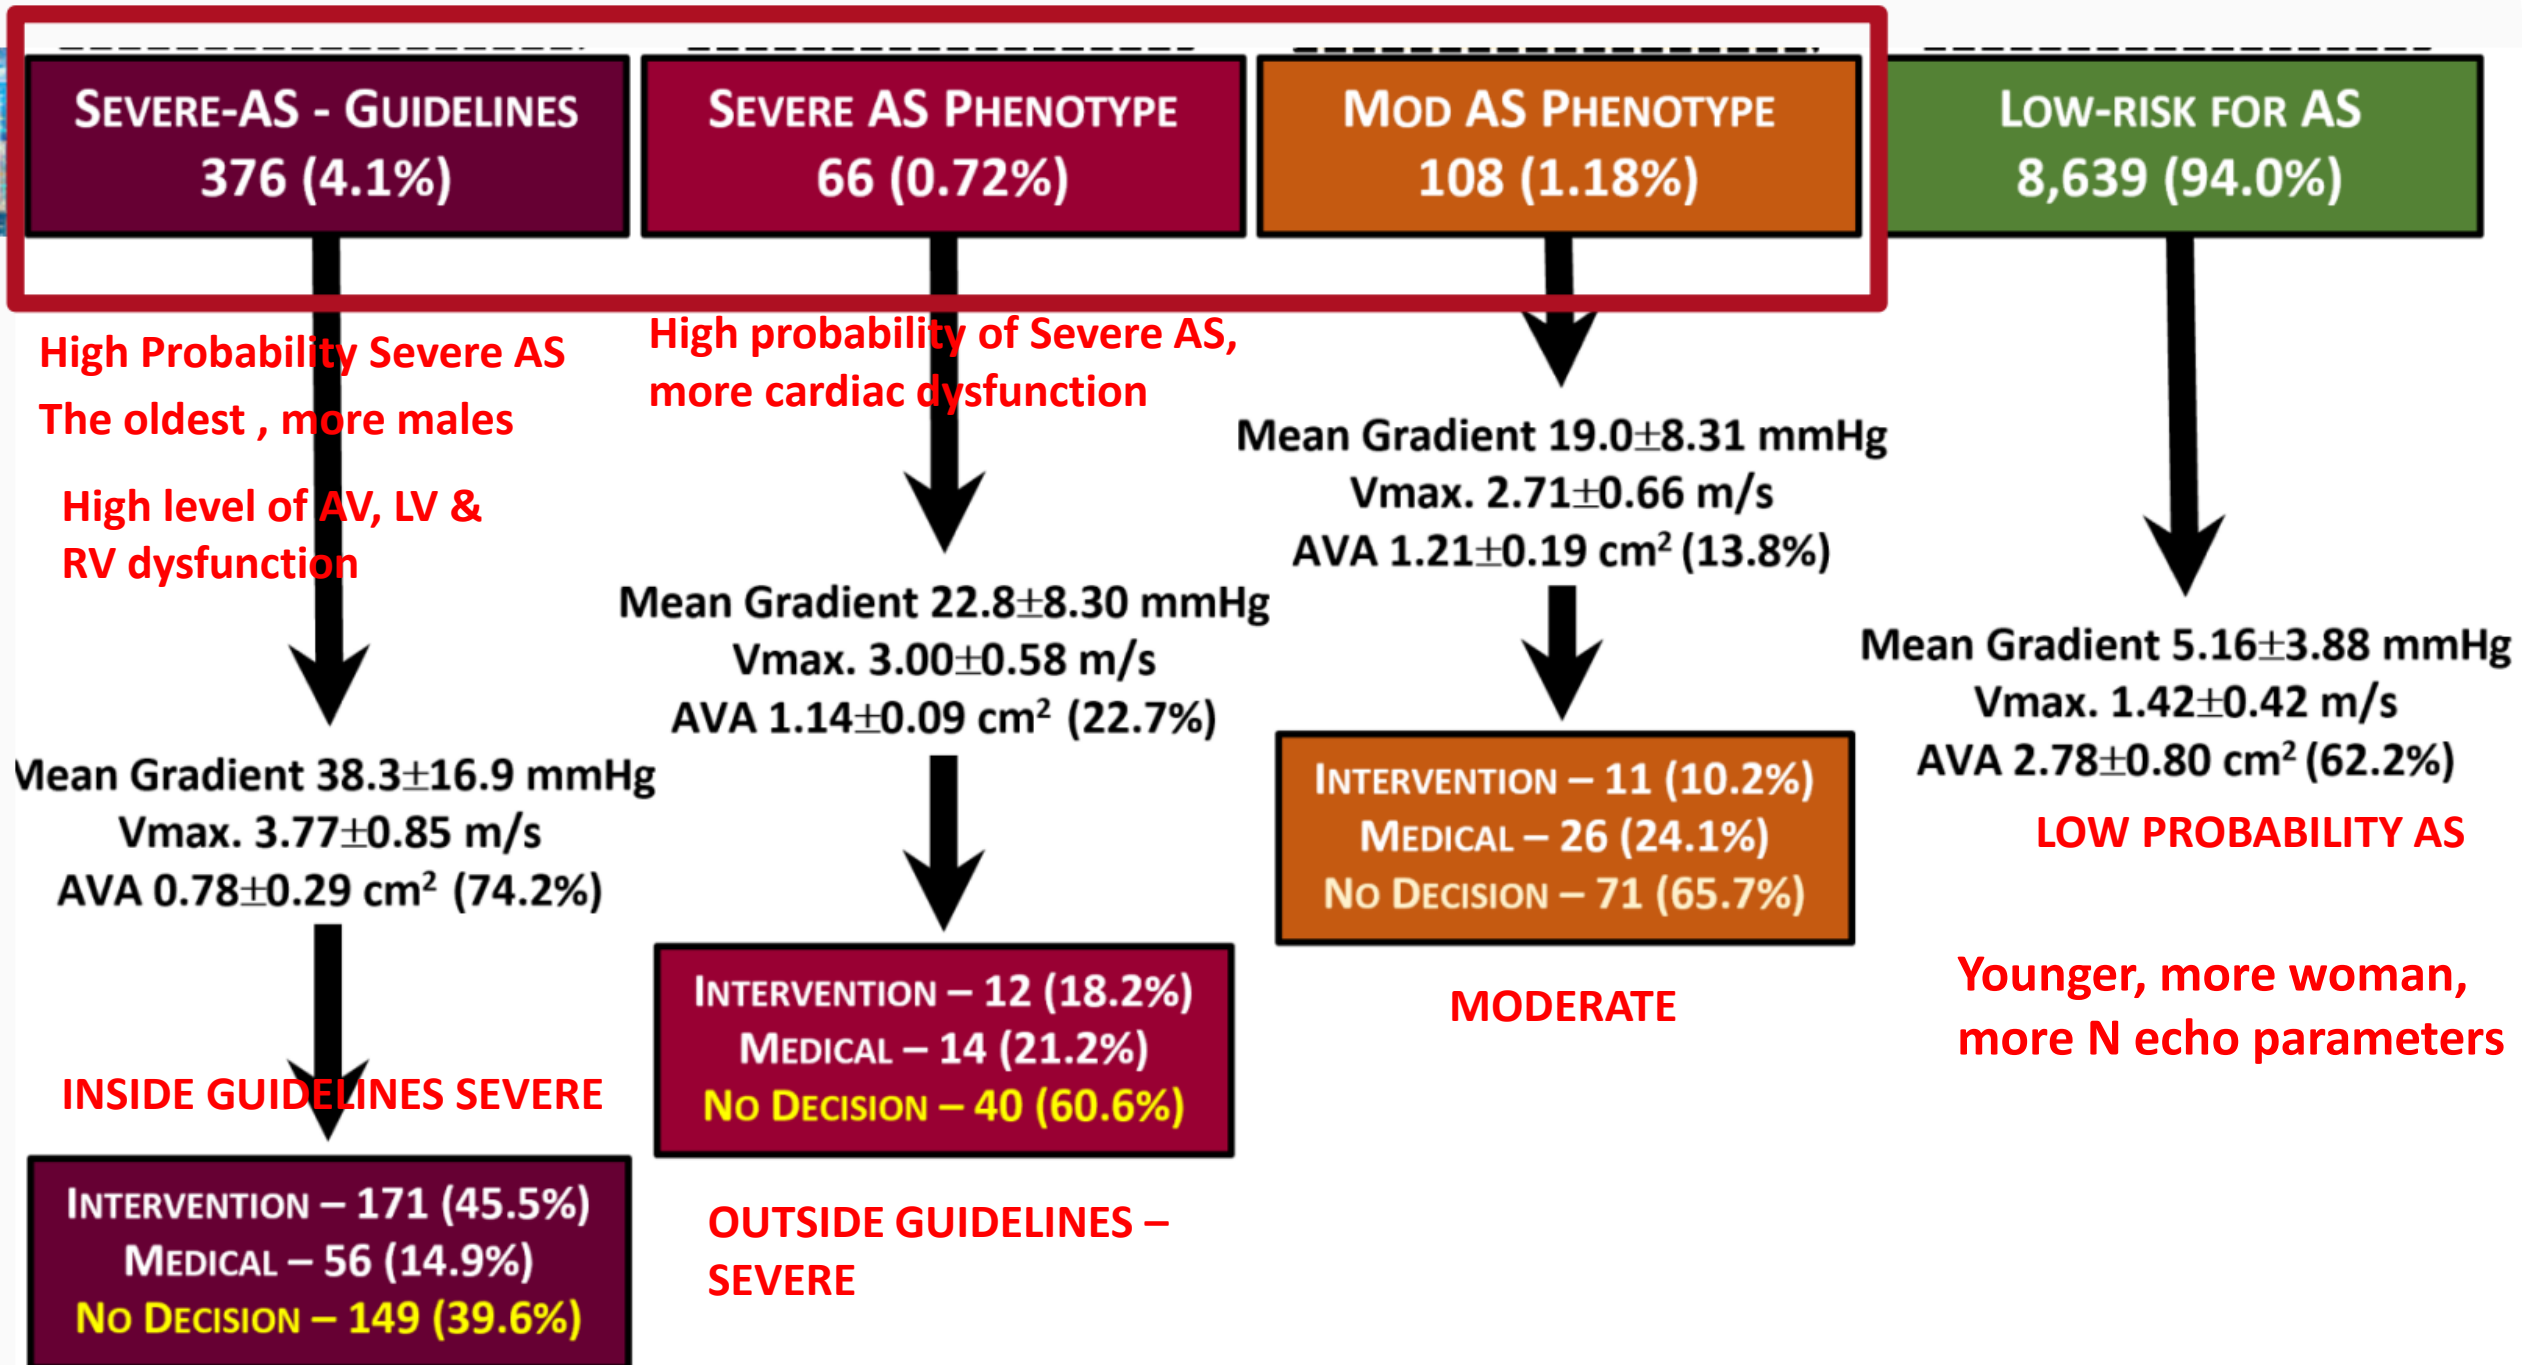 SEVERE-AS - GUIDELINES
376 (4.1%)
High Probability Severe AS
The oldest , more males
High level of AV, LV &
RV dysfunction
Mean Gradient 38.3±16.9 mmHg
Vmax. 3.77±0.85 m/s
AVA 0.78±0.29 cm² (74.2%)
INSIDE GUIDELINES SEVERE
INTERVENTION – 171 (45.5%)
MEDICAL – 56 (14.9%)
NO DECISION – 149 (39.6%)
SEVERE AS PHENOTYPE
66 (0.72%)
High probability of Severe AS,
more cardiac dysfunction
Mean Gradient 22.8±8.30 mmHg
Vmax. 3.00±0.58 m/s
AVA 1.14±0.09 cm² (22.7%)
INTERVENTION – 12 (18.2%)
MEDICAL – 14 (21.2%)
NO DECISION – 40 (60.6%)
OUTSIDE GUIDELINES –
SEVERE
MOD AS PHENOTYPE
108 (1.18%)
Mean Gradient 19.0±8.31 mmHg
Vmax. 2.71±0.66 m/s
AVA 1.21±0.19 cm² (13.8%)
INTERVENTION – 11 (10.2%)
MEDICAL – 26 (24.1%)
NO DECISION – 71 (65.7%)
MODERATE
LOW-RISK FOR AS
8,639 (94.0%)
Mean Gradient 5.16±3.88 mmHg
Vmax. 1.42±0.42 m/s
AVA 2.78±0.80 cm² (62.2%)
LOW PROBABILITY AS
Younger, more woman,
more N echo parameters